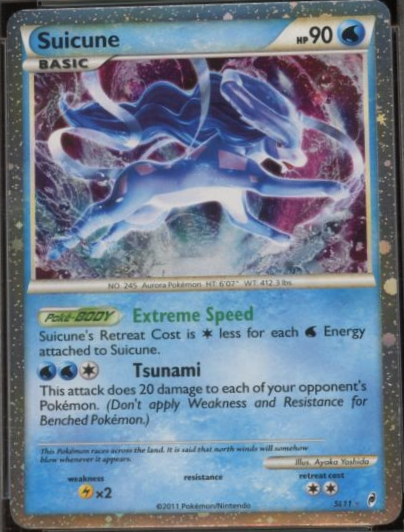 Suicune
HP 90
BASIC
NO. 245 Aurora Pokémon HT: 6'07" WT: 412.3 lbs.
Poké-BODY Extreme Speed
Suicune's Retreat Cost is less for each Energy
attached to Suicune.
Tsunami
This attack does 20 damage to each of your opponent's
Pokémon. (Don't apply Weakness and Resistance for
Benched Pokémon.)
This Pokémon races across the land. It is said that north winds will somehow
blow whenever it appears.
Illus. Ayaka Yoshida
weakness resistance retreat cost
x2
©2011 Pokémon/Nintendo
SL11